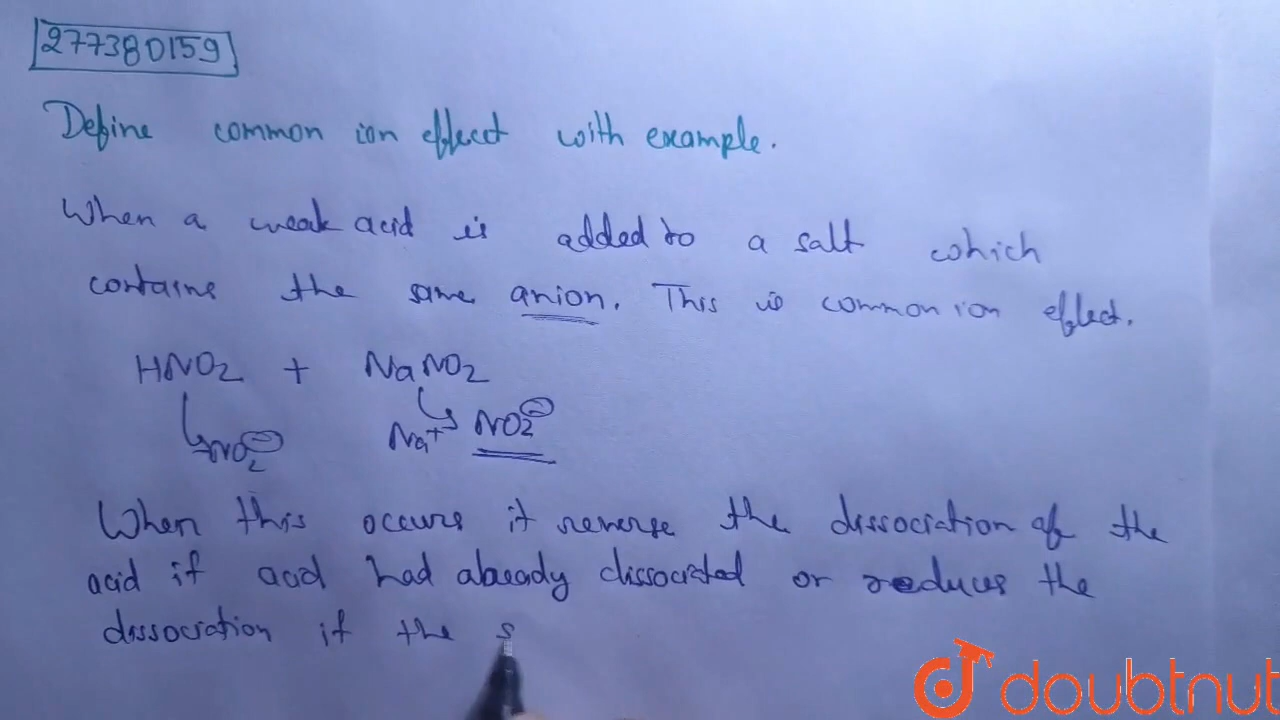 277380159
Define common ion effect with example.
When a weak acid is added to a salt which
contains the same anion. This is common ion effect.
HNO2 + NaNO2
NO2⊖ Na+ NO2⊖
When this occurs it reverse the dissociation of the
acid if acid had already dissociated or reduces the
dissociation if the s
doubtnut